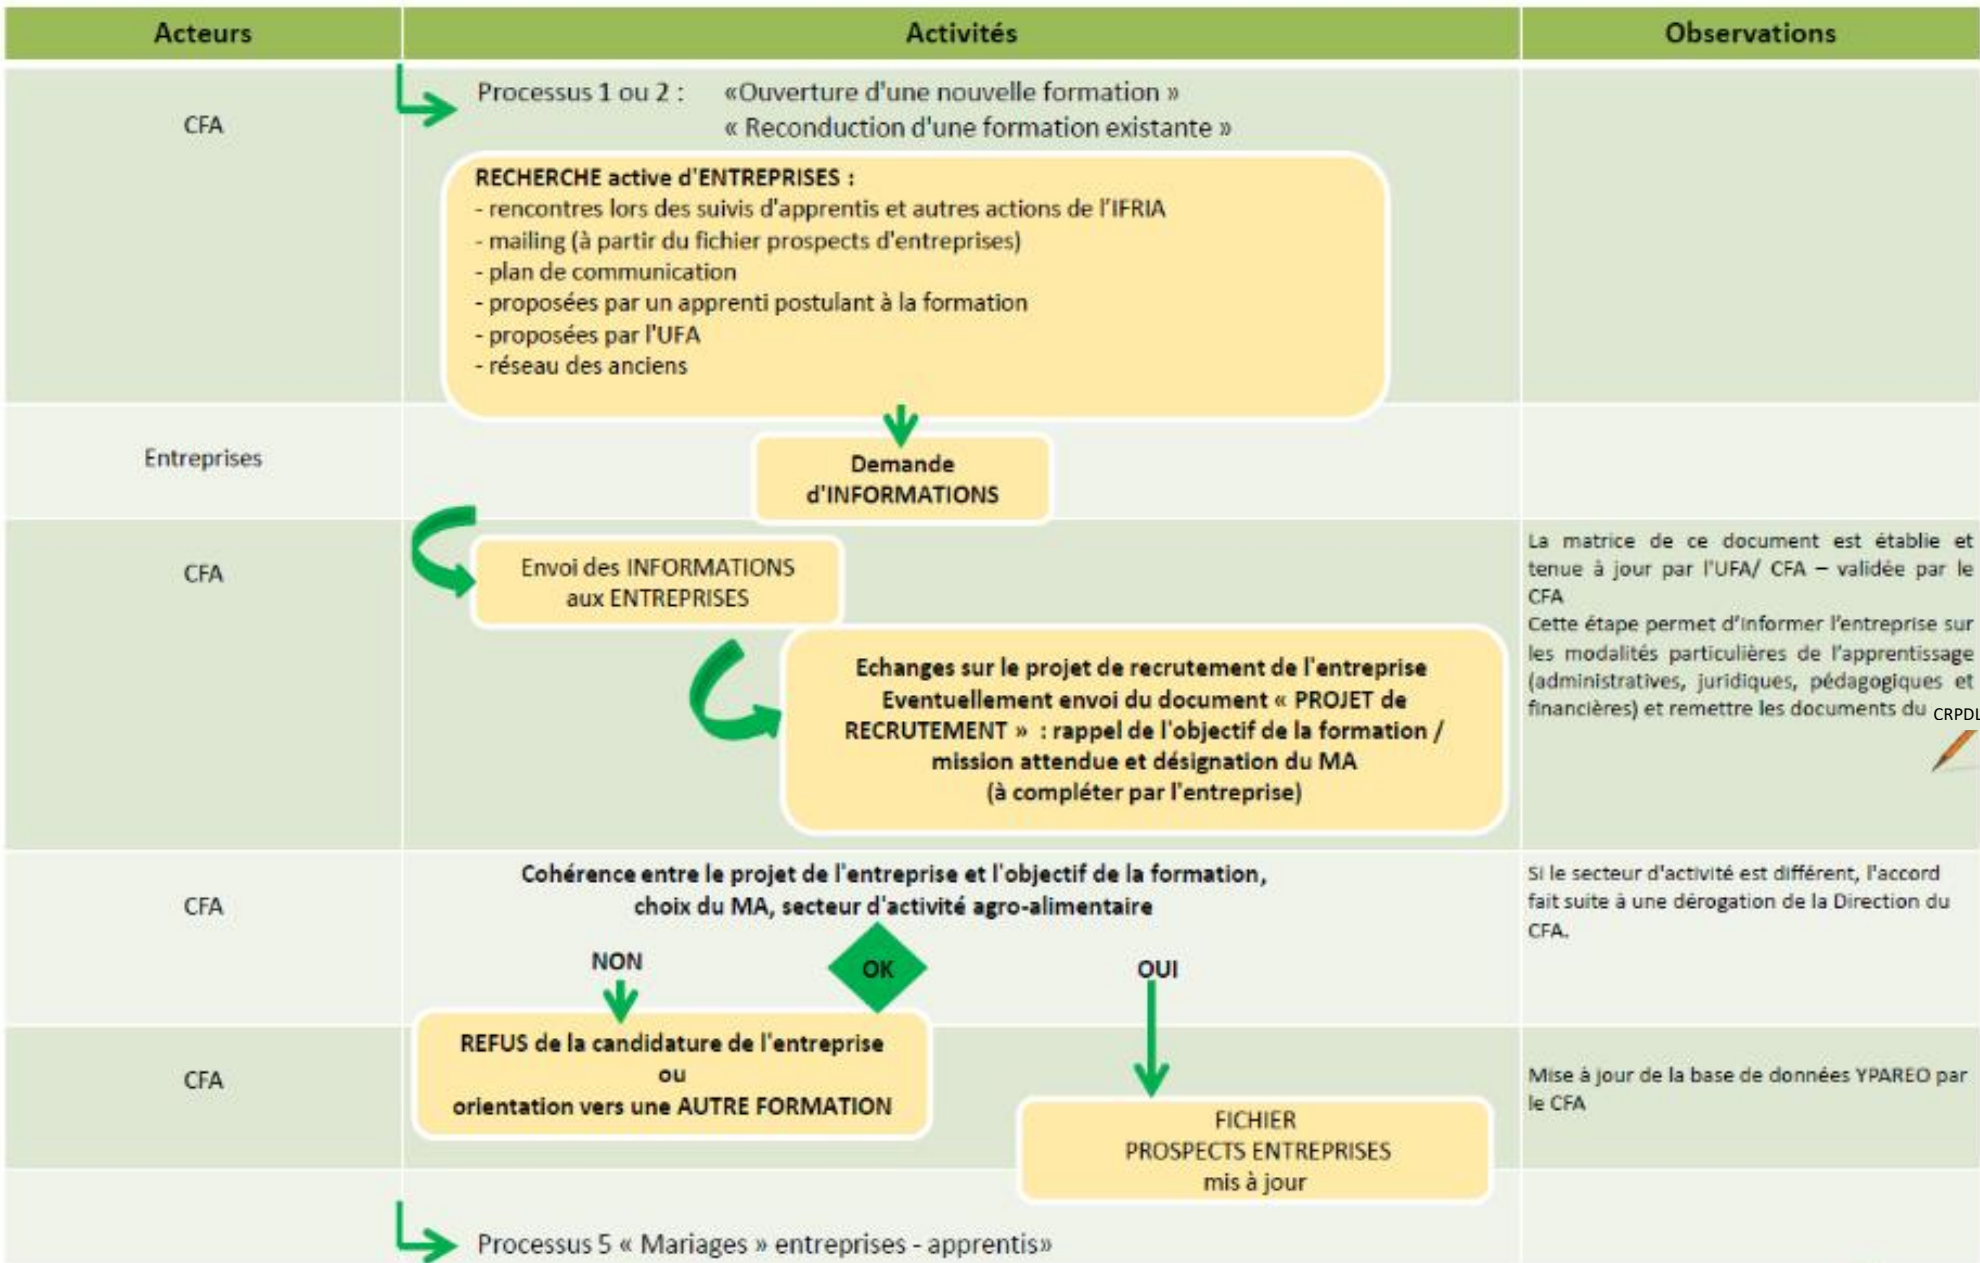 Acteurs
Activités
Observations
CFA
Processus 1 ou 2 : «Ouverture d'une nouvelle formation »
« Reconduction d'une formation existante »
RECHERCHE active d'ENTREPRISES :
- rencontres lors des suivis d'apprentis et autres actions de l'IFRIA
- mailing (à partir du fichier prospects d'entreprises)
- plan de communication
- proposées par un apprenti postulant à la formation
- proposées par l'UFA
- réseau des anciens
Entreprises
Demande
d'INFORMATIONS
CFA
Envoi des INFORMATIONS
aux ENTREPRISES
Echanges sur le projet de recrutement de l'entreprise
Eventuellement envoi du document « PROJET de
RECRUTEMENT » : rappel de l'objectif de la formation /
mission attendue et désignation du MA
(à compléter par l'entreprise)
La matrice de ce document est établie et
tenue à jour par l'UFA/ CFA – validée par le
CFA
Cette étape permet d'informer l'entreprise sur
les modalités particulières de l'apprentissage
(administratives, juridiques, pédagogiques et
financières) et remettre les documents du CRPDL
CFA
Cohérence entre le projet de l'entreprise et l'objectif de la formation,
choix du MA, secteur d'activité agro-alimentaire
NON
OK
OUI
Si le secteur d'activité est différent, l'accord
fait suite à une dérogation de la Direction du
CFA.
CFA
REFUS de la candidature de l'entreprise
ou
orientation vers une AUTRE FORMATION
FICHIER
PROSPECTS ENTREPRISES
mis à jour
Mise à jour de la base de données YPAREO par
le CFA
Processus 5 « Mariages » entreprises - apprentis»